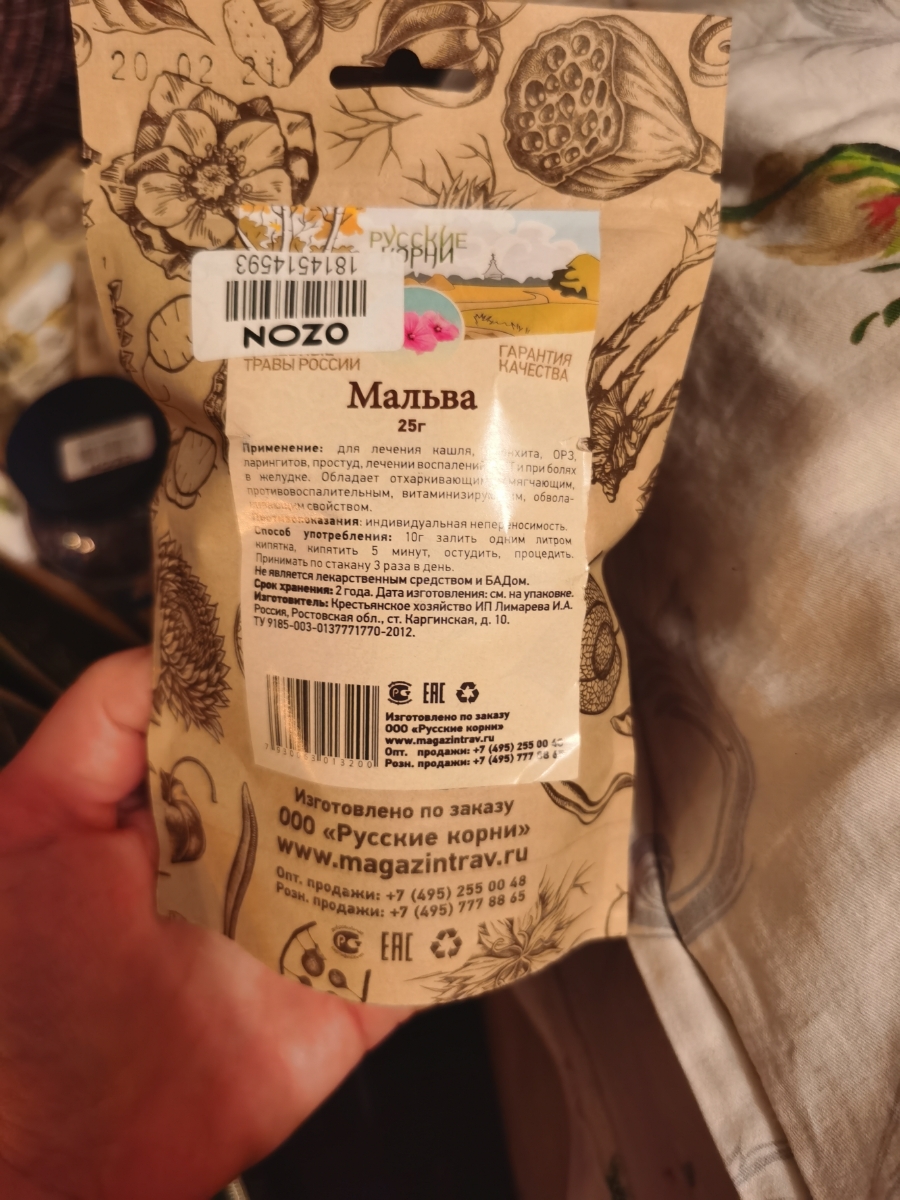 20 02 21
РУССКИЕ
КОРНИ
18145145931
OZON
ТРАВЫ РОССИИ
ГАРАНТИЯ
КАЧЕСТВА
Мальва
25г
Применение: для лечения кашля, ОРЗ,
ларингитов, простуд, лечении воспалений и при болях
в желудке. Обладает отхаркивающим, смягчающим,
противовоспалительным, витаминизирующим, обвола-
кивающим свойством.
Противопоказания: индивидуальная непереносимость.
Способ употребления: 10г залить одним литром
кипятка, кипятить 5 минут, остудить, процедить.
Принимать по стакану 3 раза в день.
Не является лекарственным средством и БАДом.
Срок хранения: 2 года. Дата изготовления: см. на упаковке.
Изготовитель: Крестьянское хозяйство ИП Лимарева И.А.
Россия, Ростовская обл., ст. Каргинская, д. 10.
ТУ 9185-003-0137771770-2012.
РС ЕАС
Изготовлено по заказу
ООО «Русские корни»
www.magazintrav.ru
Опт. продажи: +7 (495) 255 00
Розн. продажи: +7 (495) 777
Изготовлено по заказу
ООО «Русские корни»
www.magazintrav.ru
Опт. продажи: +7 (495) 255 00 48
Розн. продажи: +7 (495) 777 88 65
РС ЕАС